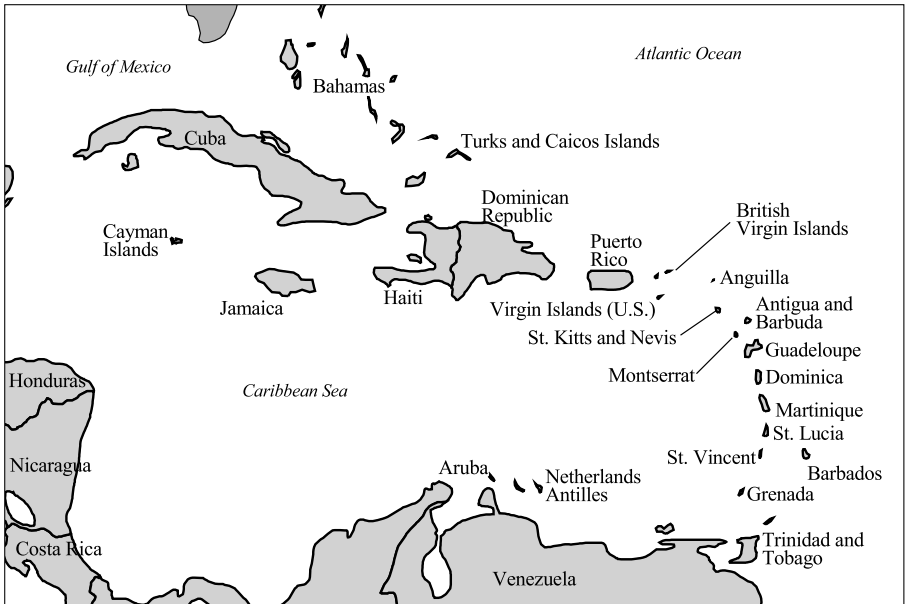 Gulf of Mexico
Atlantic Ocean
Bahamas
Cuba
Turks and Caicos Islands
Dominican
Republic
British
Virgin Islands
Cayman
Islands
Puerto
Rico
Anguilla
Jamaica
Haiti
Virgin Islands (U.S.)
Antigua and
Barbuda
St. Kitts and Nevis
Guadeloupe
Montserrat
Dominica
Honduras
Caribbean Sea
Martinique
St. Lucia
St. Vincent
Barbados
Nicaragua
Aruba
Netherlands
Antilles
Grenada
Costa Rica
Trinidad and
Tobago
Venezuela